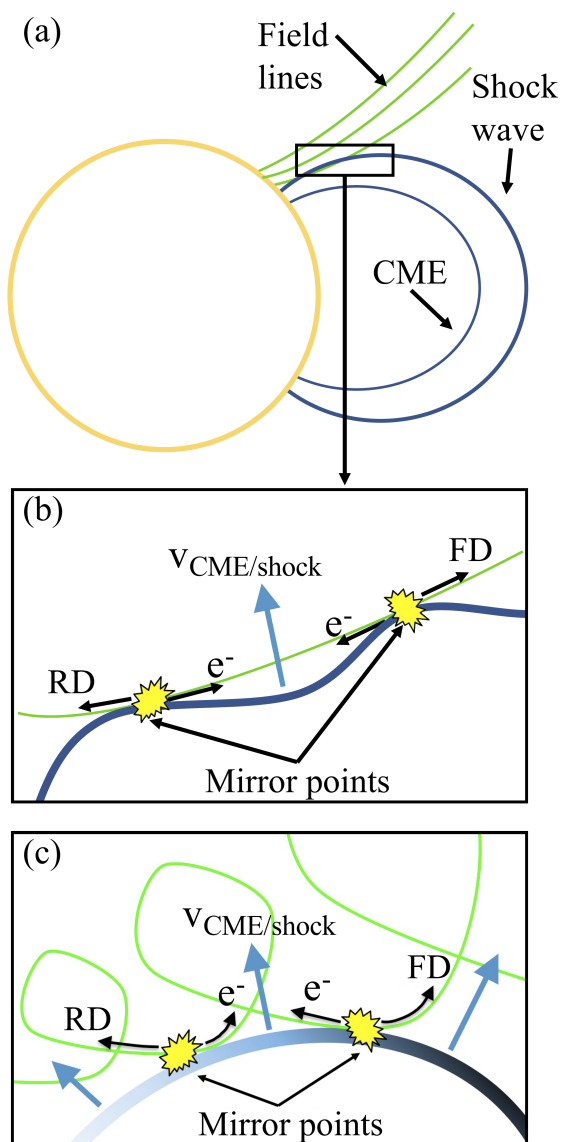 (a)
Field
lines
Shock
wave
CME
(b)
vCME/shock
FD
e-
e-
RD
Mirror points
(c)
vCME/shock
FD
e-
e-
RD
Mirror points